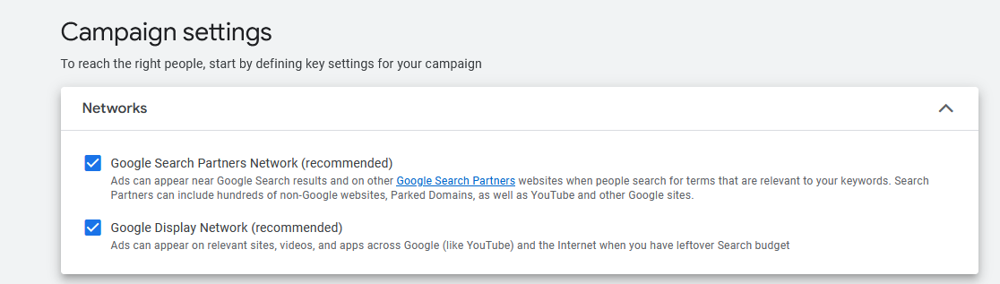 Campaign settings
To reach the right people, start by defining key settings for your campaign
Networks
Google Search Partners Network (recommended)
Ads can appear near Google Search results and on other Google Search Partners websites when people search for terms that are relevant to your keywords. Search
Partners can include hundreds of non-Google websites, Parked Domains, as well as YouTube and other Google sites.
Google Display Network (recommended)
Ads can appear on relevant sites, videos, and apps across Google (like YouTube) and the Internet when you have leftover Search budget